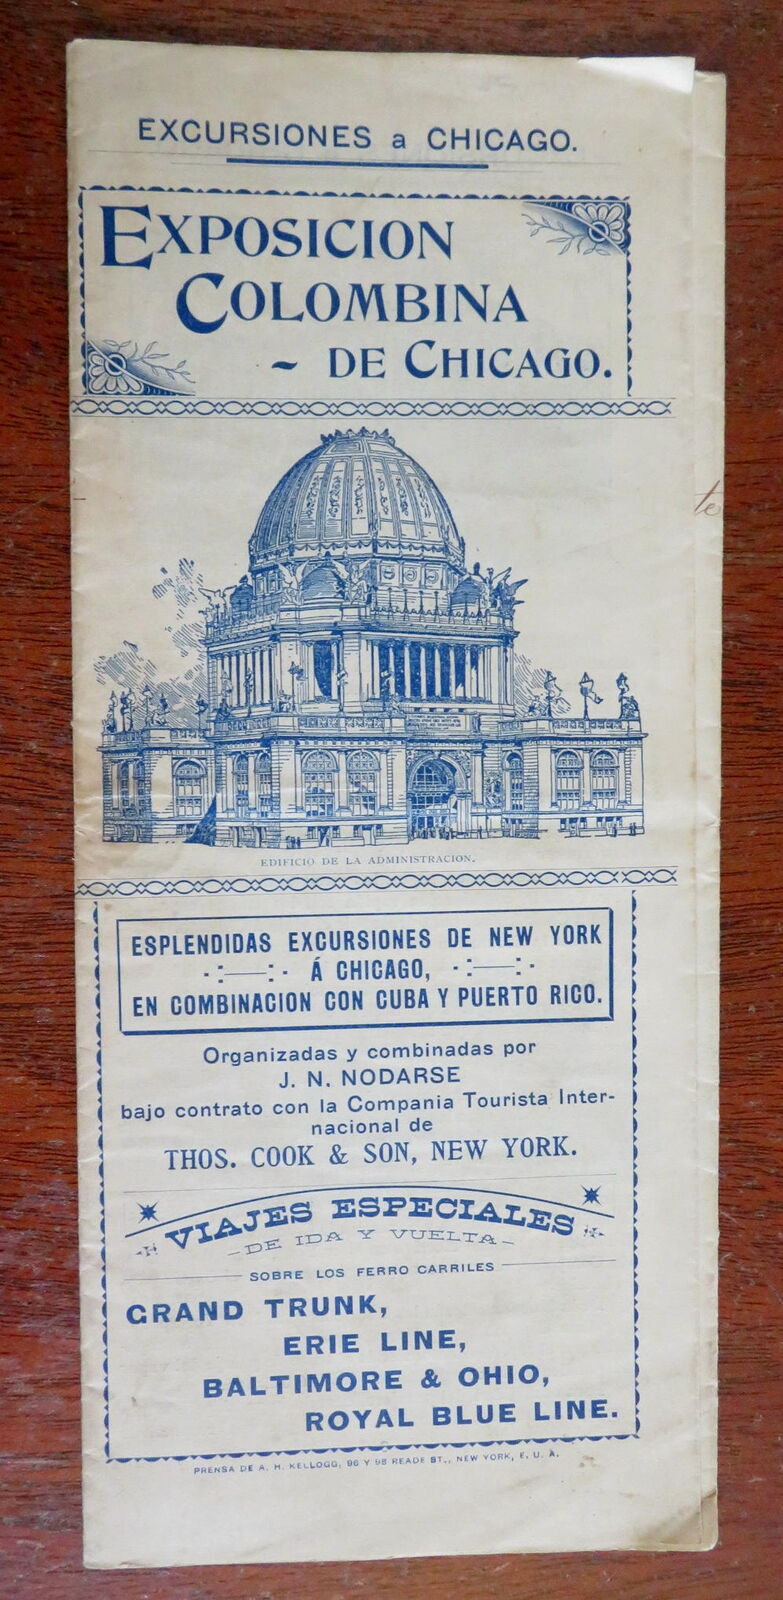 EXCURSIONES a CHICAGO.
EXPOSICION
COLOMBINA
~ DE CHICAGO.
te
EDIFICIO DE LA ADMINISTRACION.
ESPLENDIDAS EXCURSIONES DE NEW YORK
Á CHICAGO,
EN COMBINACION CON CUBA Y PUERTO RICO.
Organizadas y combinadas por
J. N. NODARSE
bajo contrato con la Compania Tourista Inter-
nacional de
THOS. COOK & SON, NEW YORK.
VIAJES ESPECIALES
-DE IDA Y VUELTA-
SOBRE LOS FERRO CARRILES
GRAND TRUNK,
ERIE LINE,
BALTIMORE & OHIO,
ROYAL BLUE LINE.
PRENSA DE A. H. KELLOGG, 96 Y 98 READE ST., NEW YORK, E. U. A.